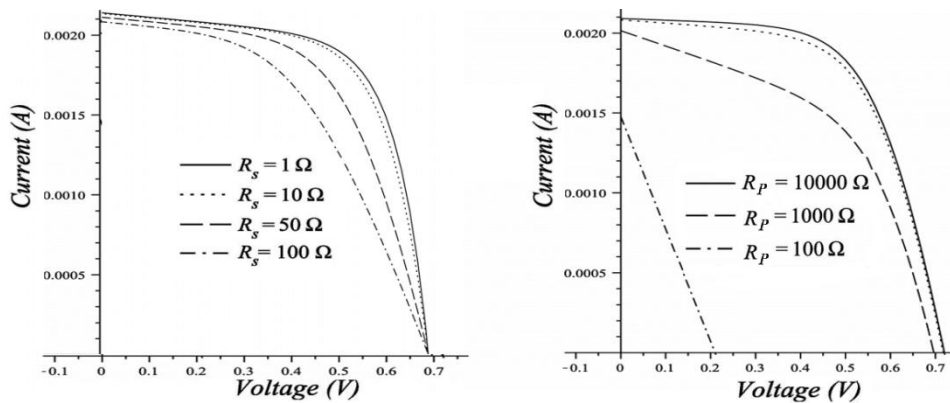 0.0020
0.0015
0.0010
0.0005
Current (A)
R_s = 1 Ω
R_s = 10 Ω
R_s = 50 Ω
R_s = 100 Ω
-0.1 0 0.1 0.2 0.3 0.4 0.5 0.6 0.7
Voltage (V)
0.0020
0.0015
0.0010
0.0005
Current (A)
R_P = 10000 Ω
R_P = 1000 Ω
R_P = 100 Ω
-0.1 0 0.1 0.2 0.3 0.4 0.5 0.6 0.7
Voltage (V)